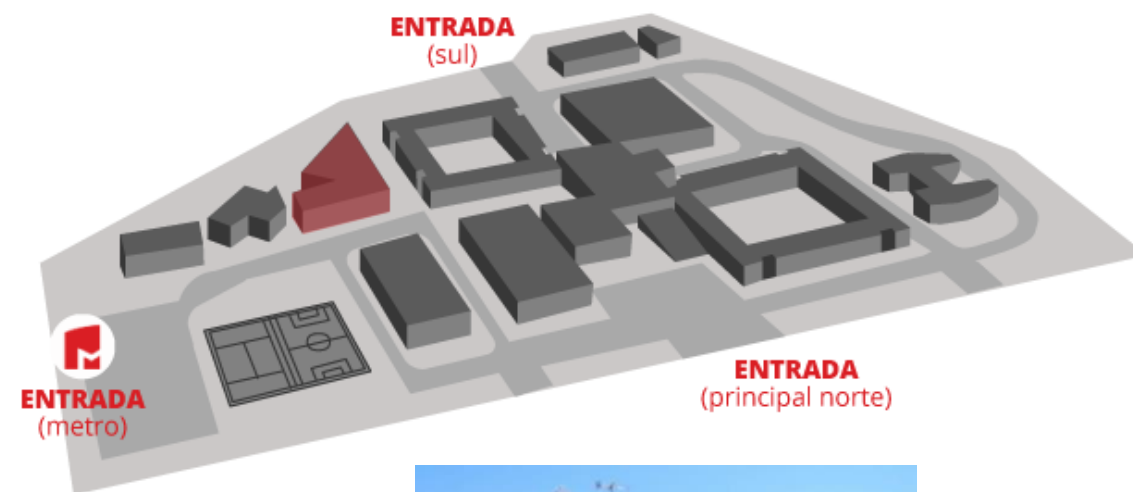 ENTRADA
(sul)
ENTRADA
(principal norte)
ENTRADA
(metro)